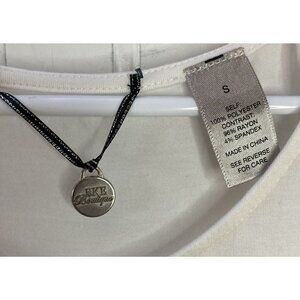 BKE
Boutique
S
SELF
100% POLYESTER
CONTRAST
96% RAYON
4% SPANDEX
MADE IN CHINA
SEE REVERSE
FOR CARE